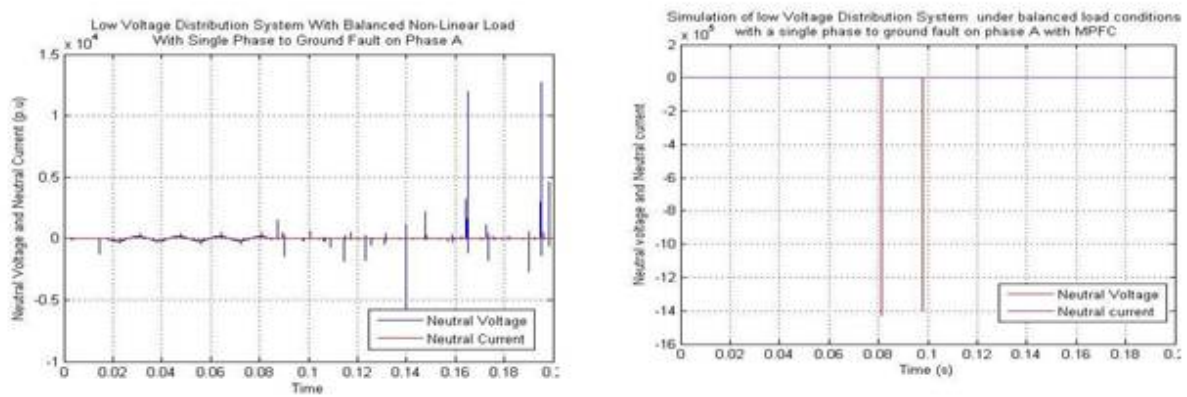 Low Voltage Distribution System With Balanced Non-Linear Load
With Single Phase to Ground Fault on Phase A
x 10⁴
1.5
1
0.5
0
-0.5
-1
Neutral Voltage and Neutral Current (p.u)
0 0.02 0.04 0.06 0.08 0.1 0.12 0.14 0.16 0.18
Time
Neutral Voltage
Neutral Current
Simulation of low Voltage Distribution System under balanced load conditions
with a single phase to ground fault on phase A with MPFC
x 10⁵
2
0
-2
-4
-6
-8
-10
-12
-14
-16
Neutral voltage and Neutral current
0 0.02 0.04 0.06 0.08 0.1 0.12 0.14 0.16 0.18
Time (s)
Neutral Voltage
Neutral current